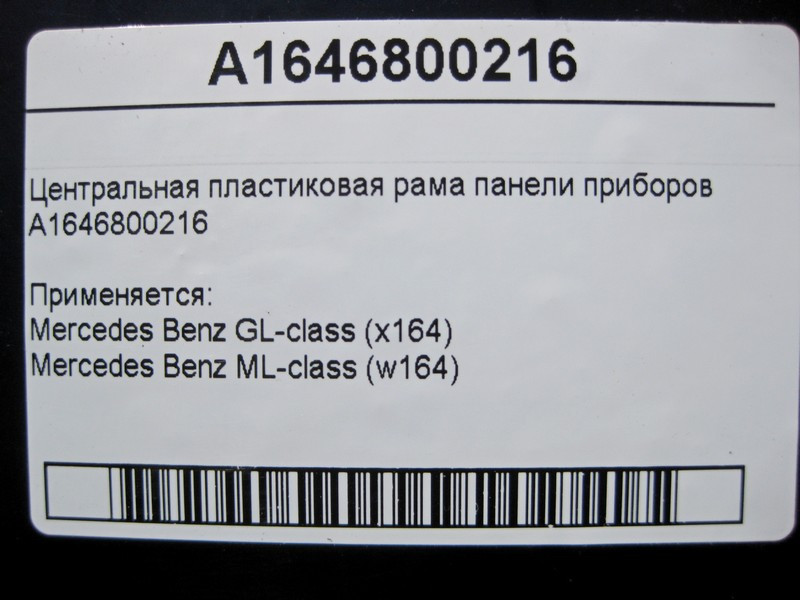 A1646800216
Центральная пластиковая рама панели приборов
A1646800216
Применяется:
Mercedes Benz GL-class (x164)
Mercedes Benz ML-class (w164)